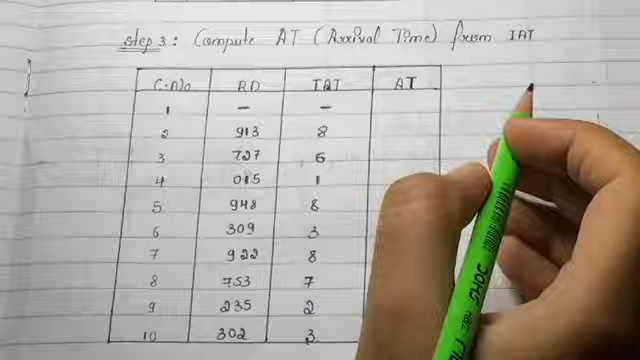 Step 3: Compute AT (Arrival Time) from IAT
C.No RD IAT AT
1 - -
2 913 8
3 727 6
4 015 1
5 948 8
6 309 3
7 922 8
8 753 7
9 235 2
10 302 3